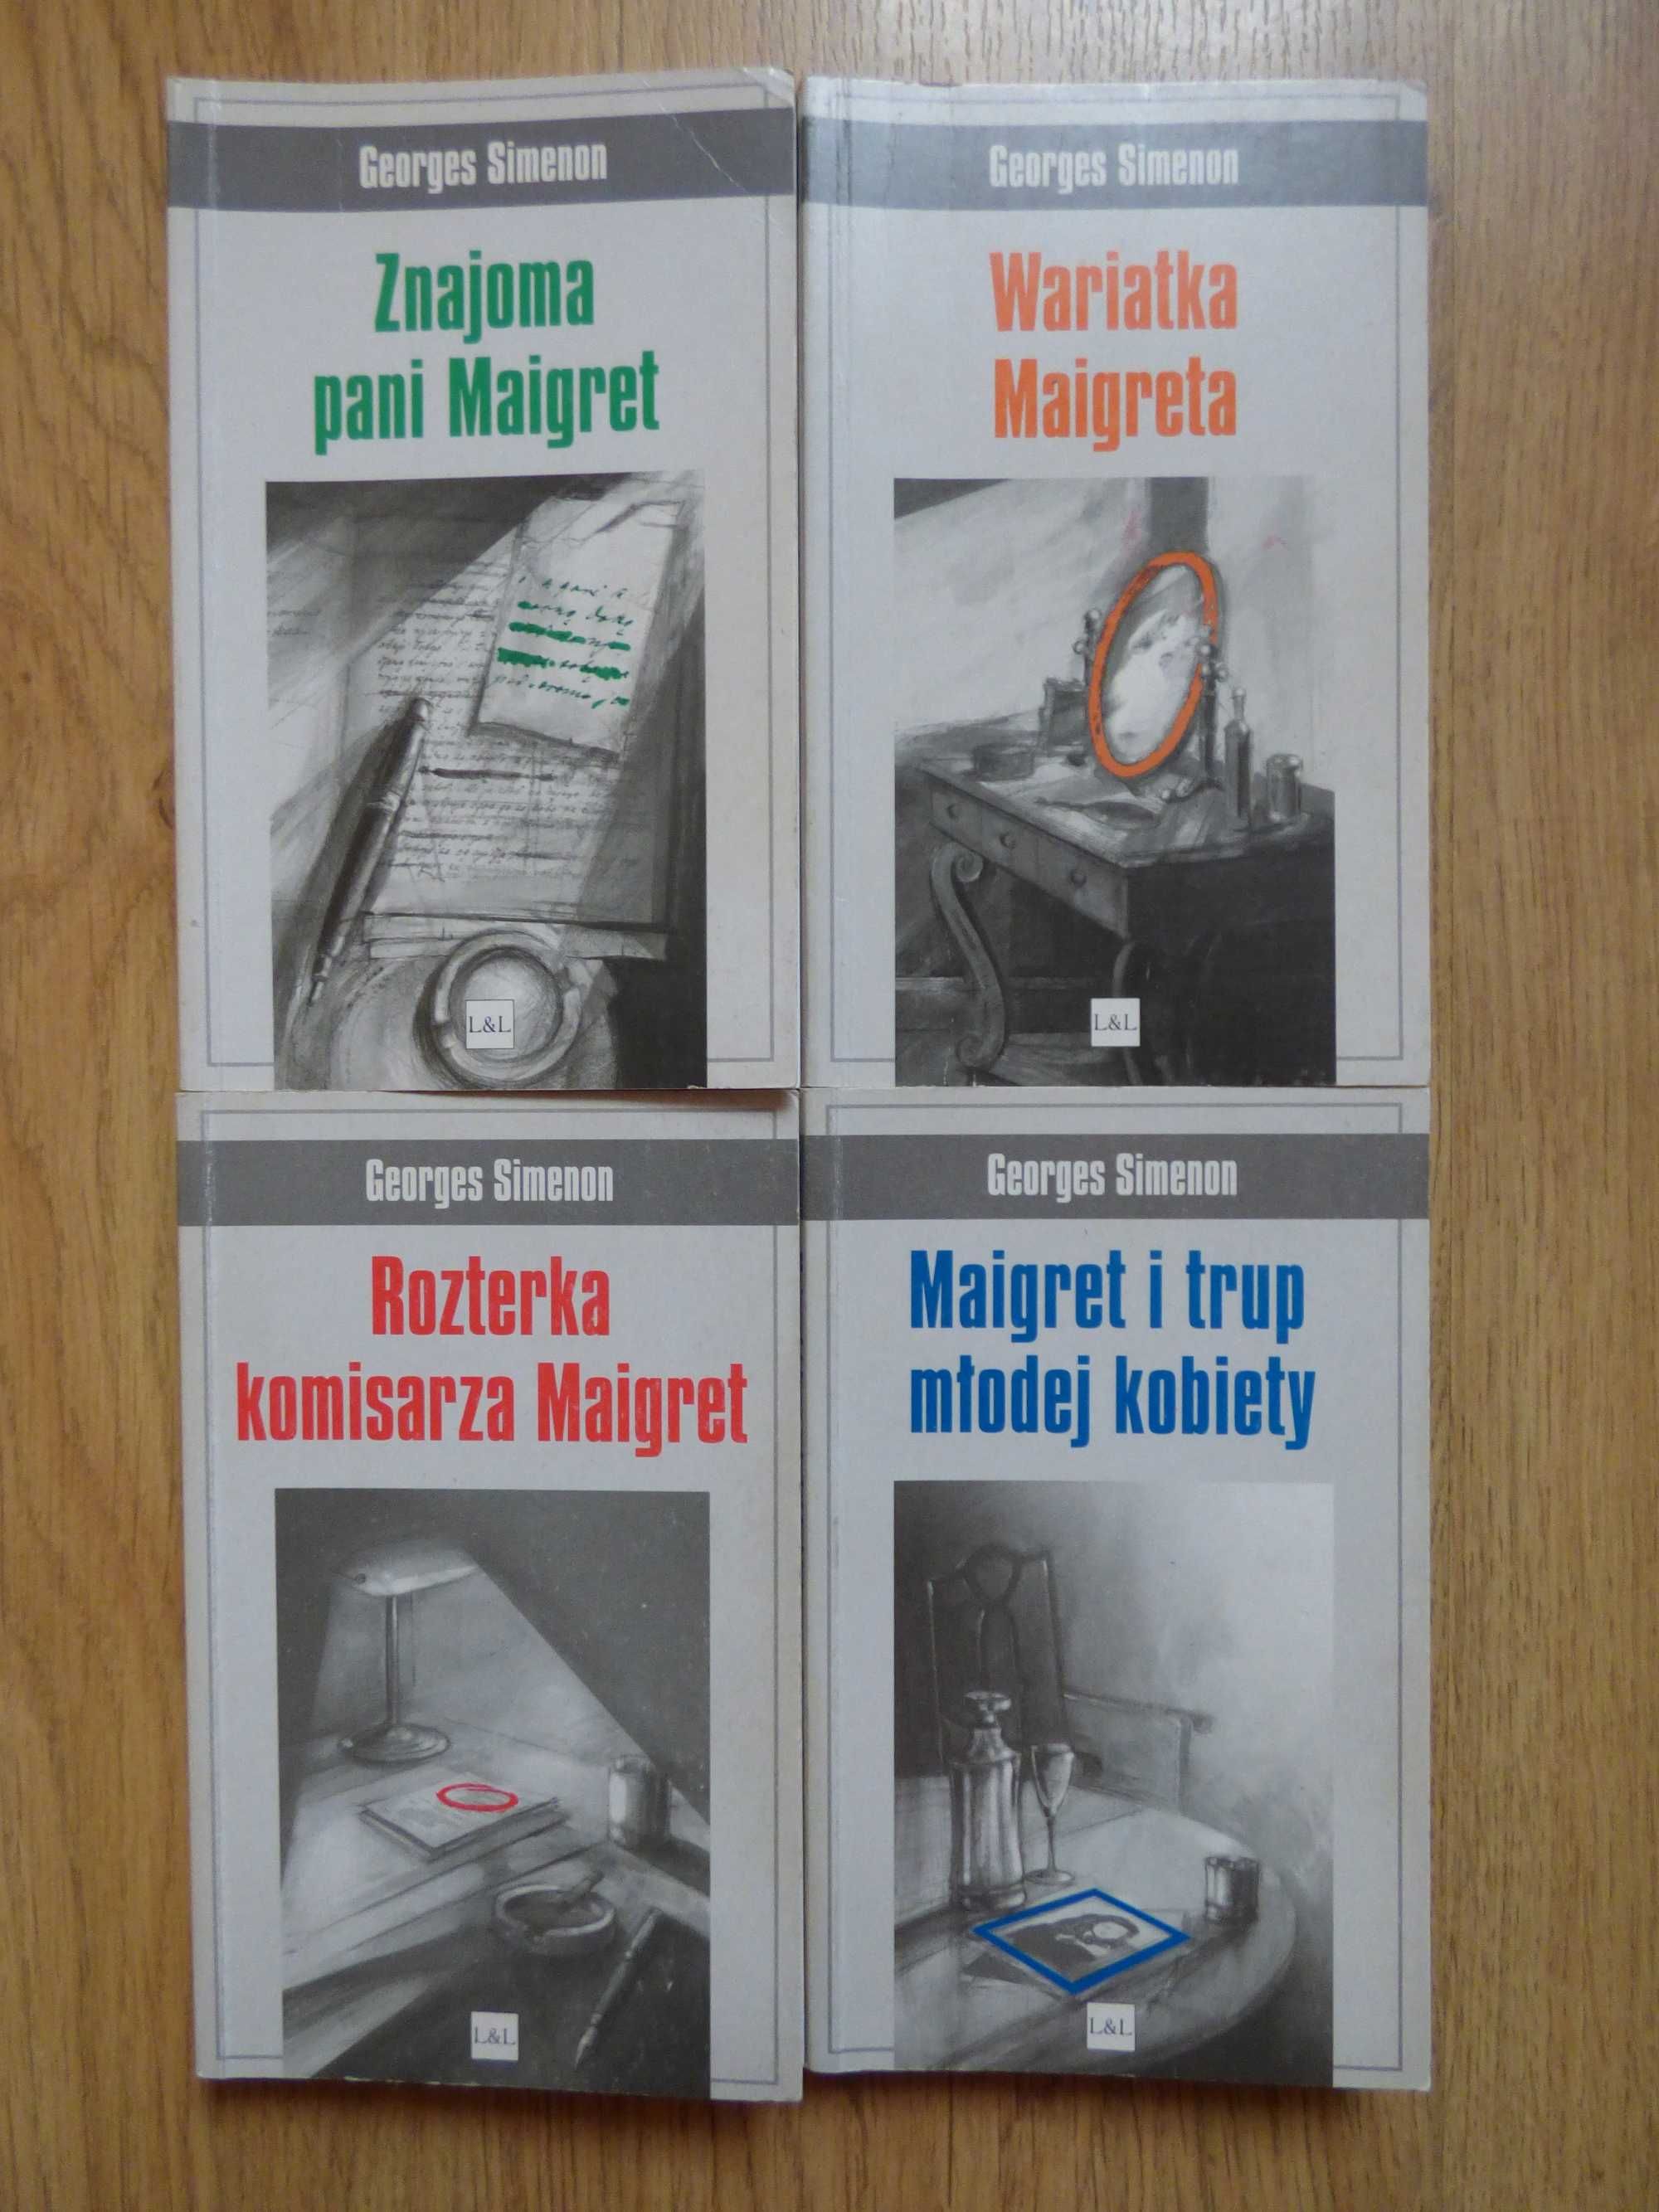 Georges Simenon
Znajoma
pani Maigret
L&L
Georges Simenon
Wariatka
Maigreta
L&L
Georges Simenon
Rozterka
komisarza Maigret
L&L
Georges Simenon
Maigret i trup
młodej kobiety
L&L